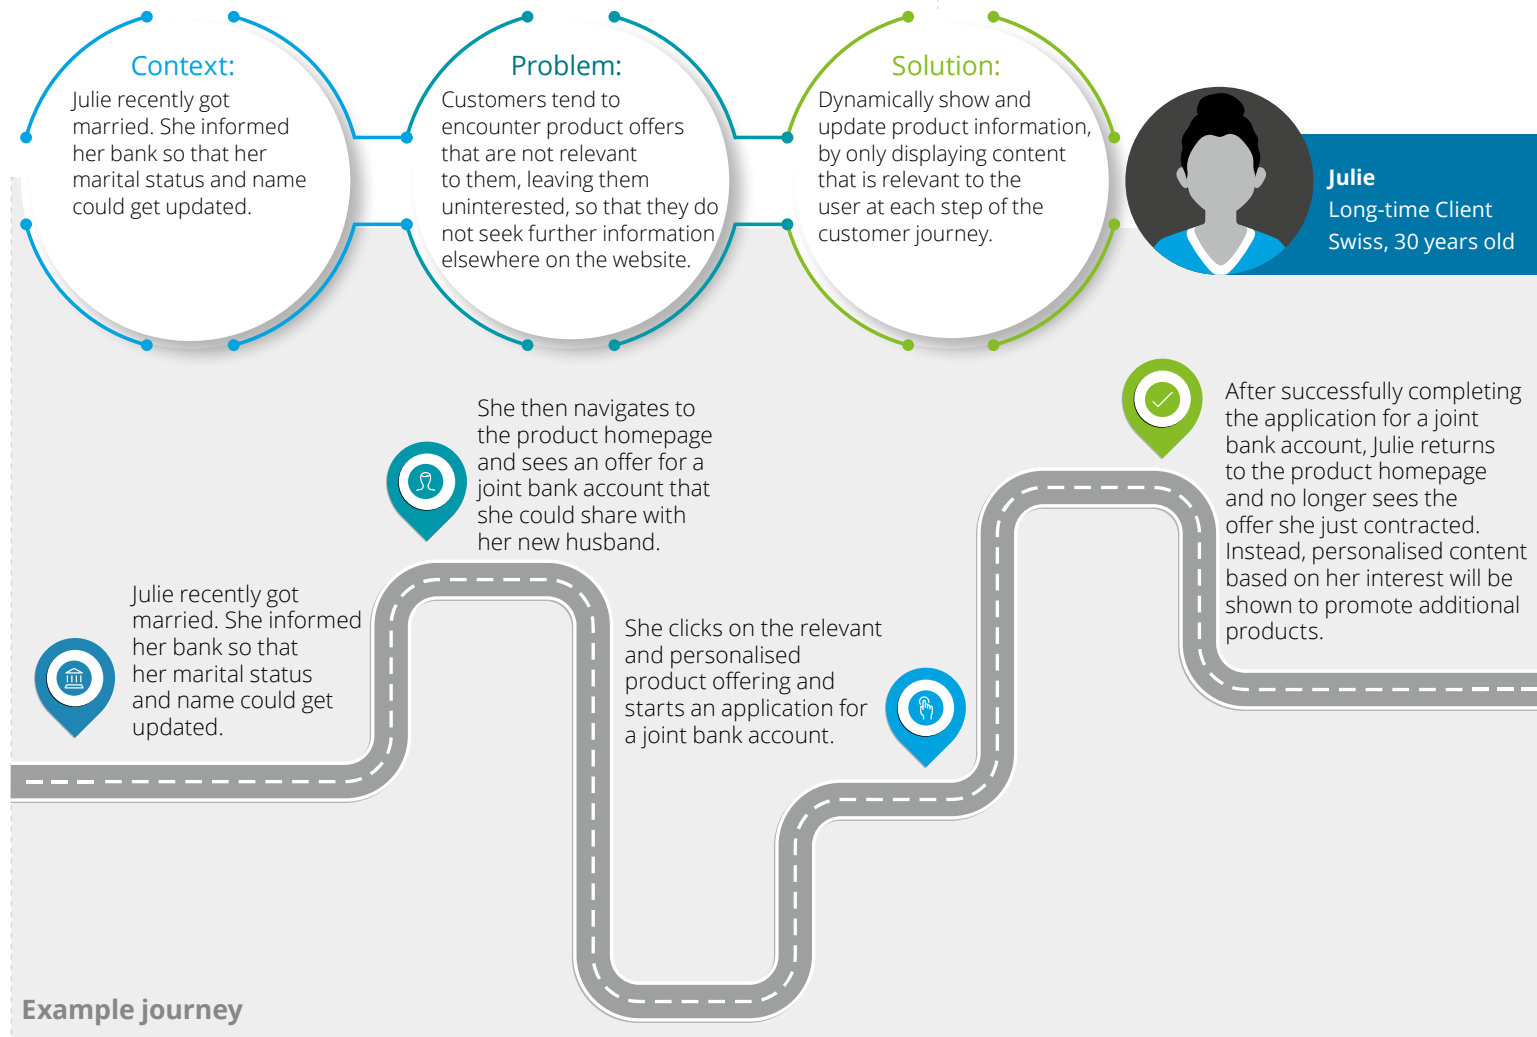 Context:
Julie recently got
married. She informed
her bank so that her
marital status and name
could get updated.
Problem:
Customers tend to
encounter product offers
that are not relevant
to them, leaving them
uninterested, so that they do
not seek further information
elsewhere on the website.
Solution:
Dynamically show and
update product information,
by only displaying content
that is relevant to the
user at each step of the
customer journey.
Julie
Long-time Client
Swiss, 30 years old
Julie recently got
married. She informed
her bank so that
her marital status
and name could get
updated.
She then navigates to
the product homepage
and sees an offer for a
joint bank account that
she could share with
her new husband.
She clicks on the relevant
and personalised
product offering and
starts an application for
a joint bank account.
After successfully completing
the application for a joint
bank account, Julie returns
to the product homepage
and no longer sees the
offer she just contracted.
Instead, personalised content
based on her interest will be
shown to promote additional
products.
Example journey